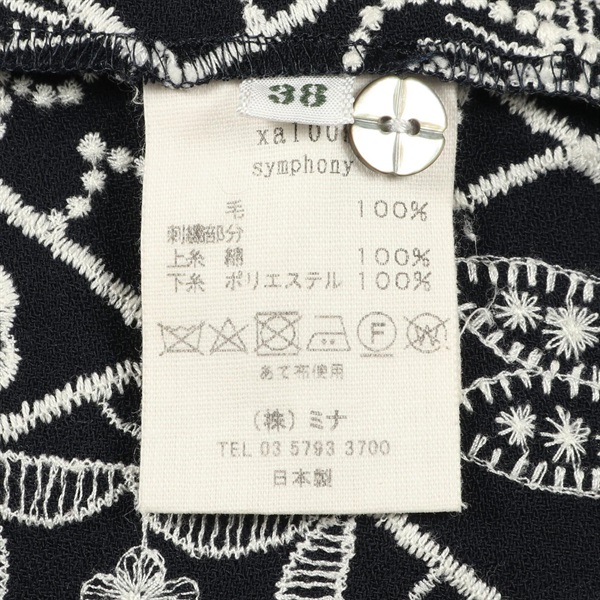 38
symphony
毛 100%
刺繍部分
上糸 綿 100%
下糸 ポリエステル 100%
F
W
あて布使用
(株) ミナ
TEL 03 5793 3700
日本製